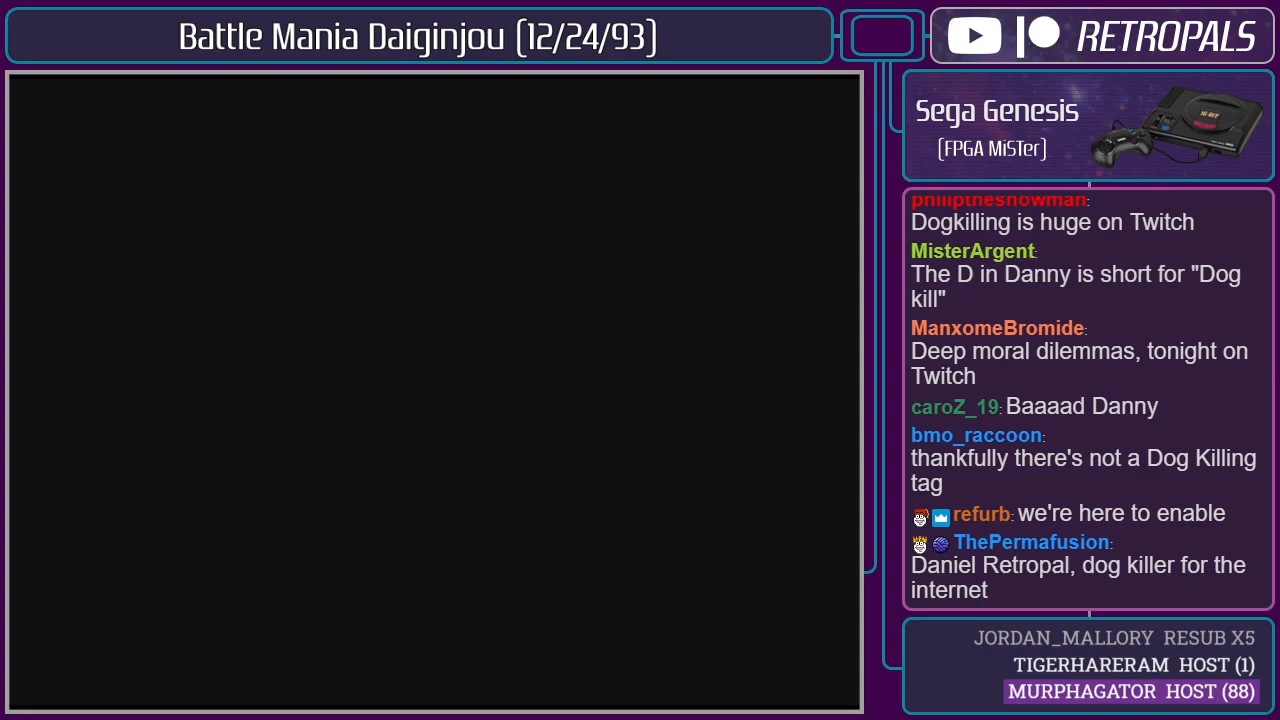 Battle Mania Daiginjou (12/24/93)
RETROPALS
Sega Genesis
(FPGA MiSTer)
16-BIT
philiptheshowman:
Dogkilling is huge on Twitch
MisterArgent:
The D in Danny is short for "Dog
kill"
ManxomeBromide:
Deep moral dilemmas, tonight on
Twitch
caroZ_19: Baaaad Danny
bmo_raccoon:
thankfully there's not a Dog Killing
tag
refurb: we're here to enable
ThePermafusion:
Daniel Retropal, dog killer for the
internet
JORDAN_MALLORY RESUB X5
TIGERHARERAM HOST (1)
MURPHAGATOR HOST (88)